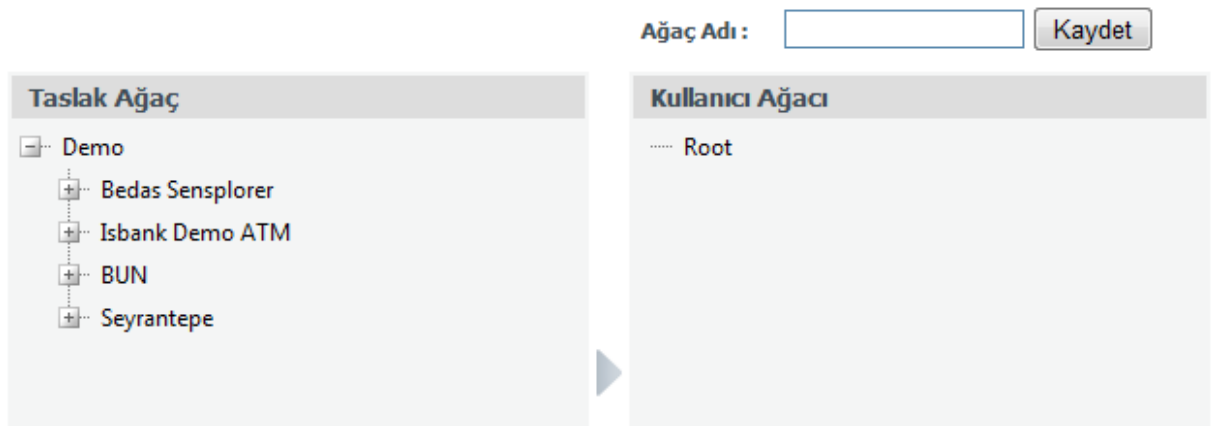 Ağaç Adı :
Kaydet
Taslak Ağaç
Kullanıcı Ağacı
Demo
Root
Bedas Sensplorer
Isbank Demo ATM
BUN
Seyrantepe